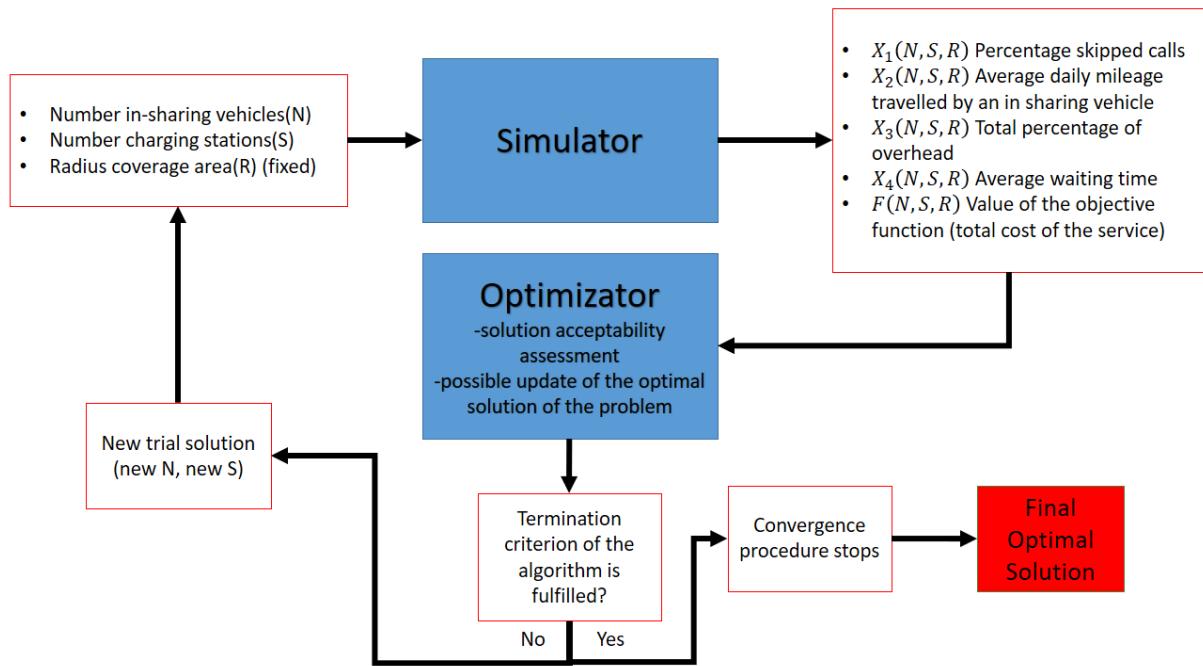 • Number in-sharing vehicles(N)
• Number charging stations(S)
• Radius coverage area(R) (fixed)
Simulator
• X₁(N,S,R) Percentage skipped calls
• X₂(N,S,R) Average daily mileage
travelled by an in sharing vehicle
• X₃(N,S,R) Total percentage of
overhead
• X₄(N,S,R) Average waiting time
• F(N,S,R) Value of the objective
function (total cost of the service)
Optimizator
-solution acceptability
assessment
-possible update of the optimal
solution of the problem
New trial solution
(new N, new S)
Termination
criterion of the
algorithm is
fulfilled?
No Yes
Convergence
procedure stops
Final
Optimal
Solution